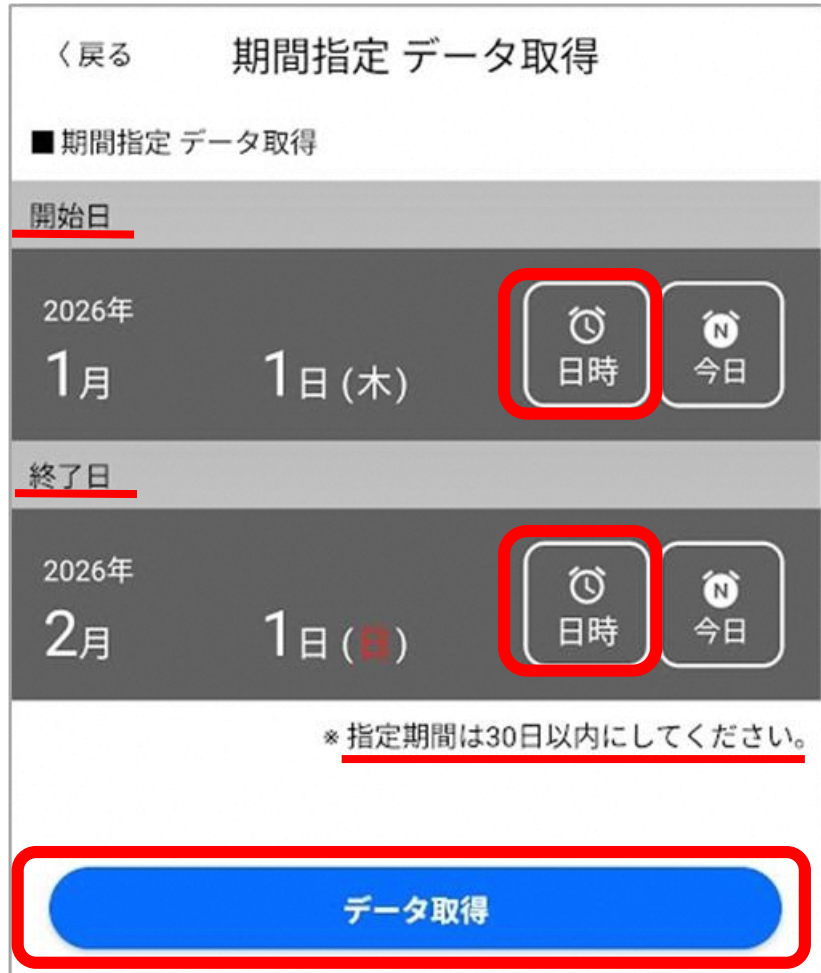 〈 戻る 期間指定 データ取得
■ 期間指定 データ取得
開始日
2026年
1月 1日 (木) 日時 N 今日
終了日
2026年
2月 1日 (日) 日時 N 今日
※ 指定期間は30日以内にしてください。
データ取得